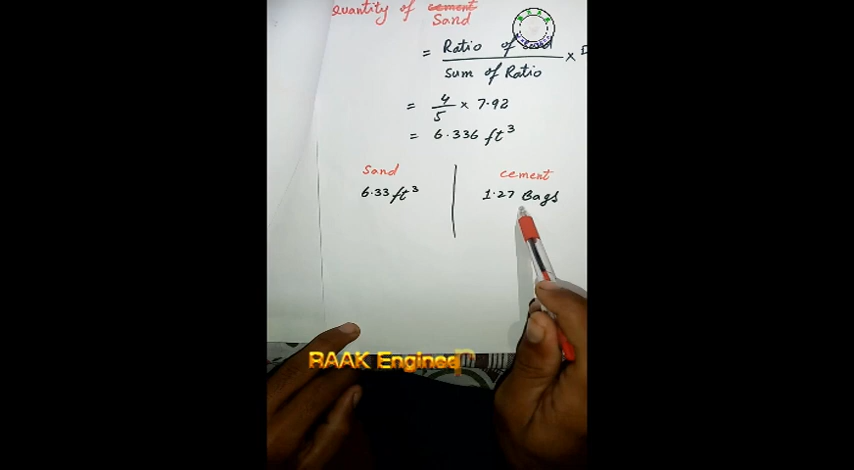 Quantity of cement
Sand
= Ratio of Sand
Sum of Ratio ×
= 4/5 × 7.92
= 6.336 ft³
Sand
6.33 ft³
cement
1.27 Bags
RAAK Enginee